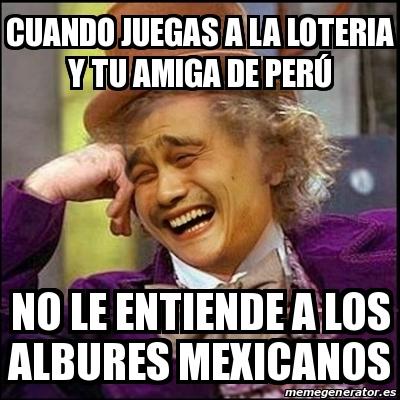 CUANDO JUEGAS A LA LOTERIA
Y TU AMIGA DE PERÚ
NO LE ENTIENDE A LOS
ALBURES MEXICANOS
memegenerator.es